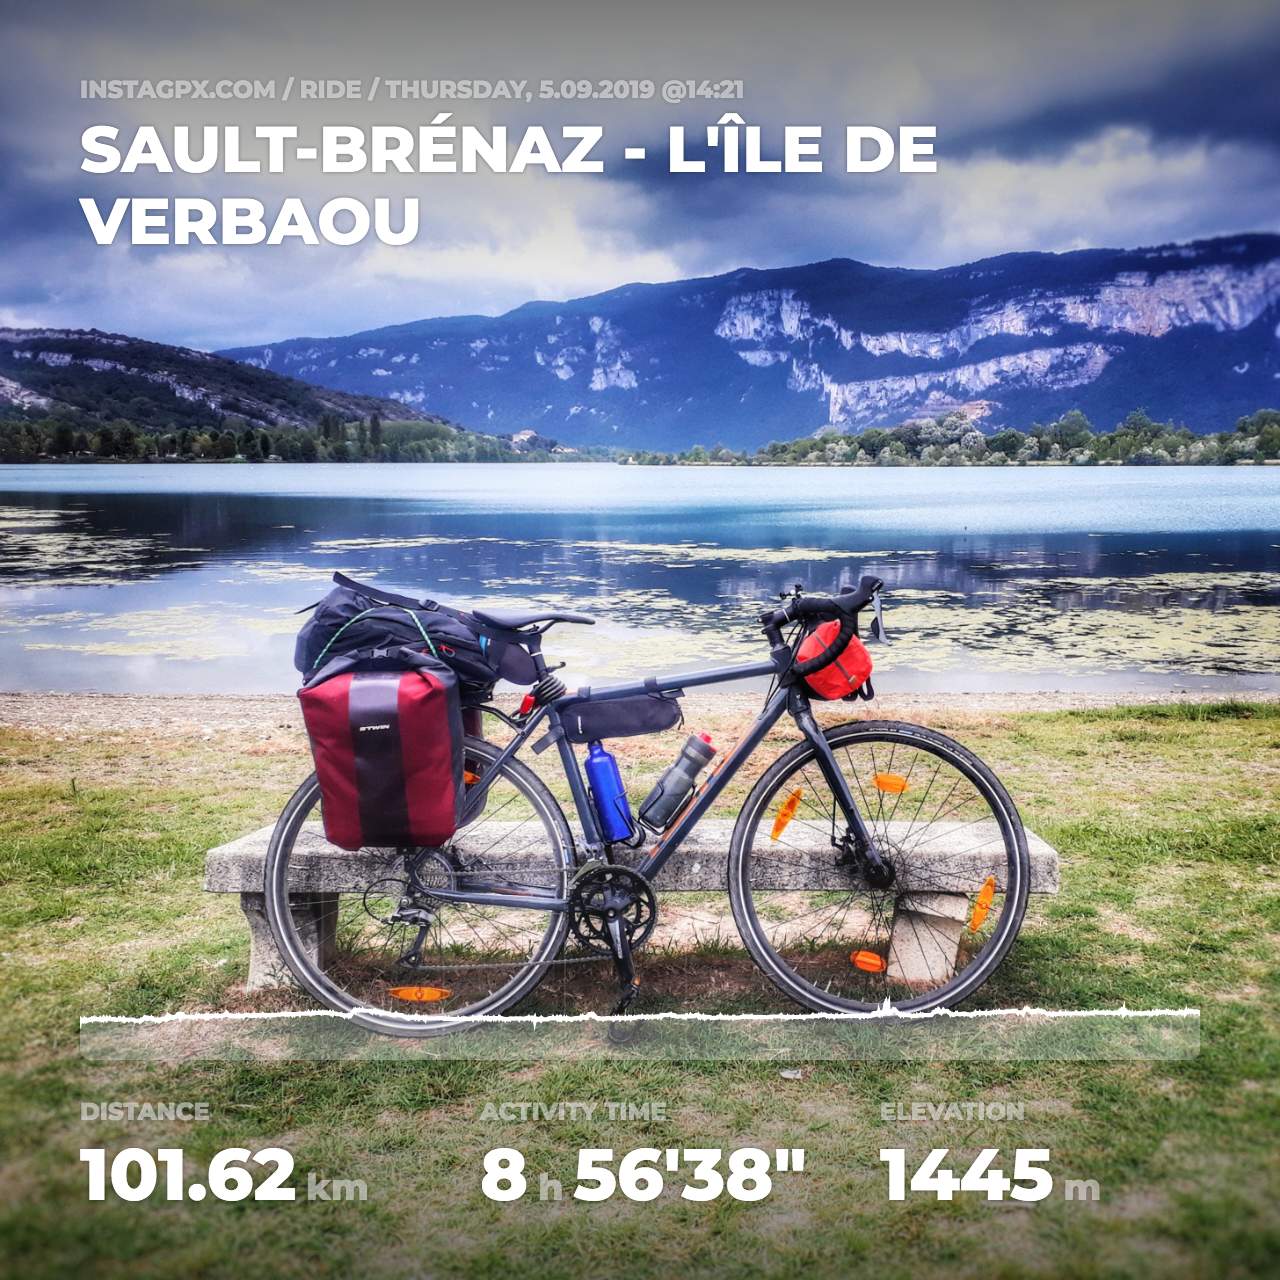 INSTAGPX.COM / RIDE / THURSDAY, 5.09.2019 @14:21
SAULT-BRÉNAZ - L'ÎLE DE
VERBAOU
BTWIN
DISTANCE ACTIVITY TIME ELEVATION
101.62 km 8 h 56'38" 1445 m